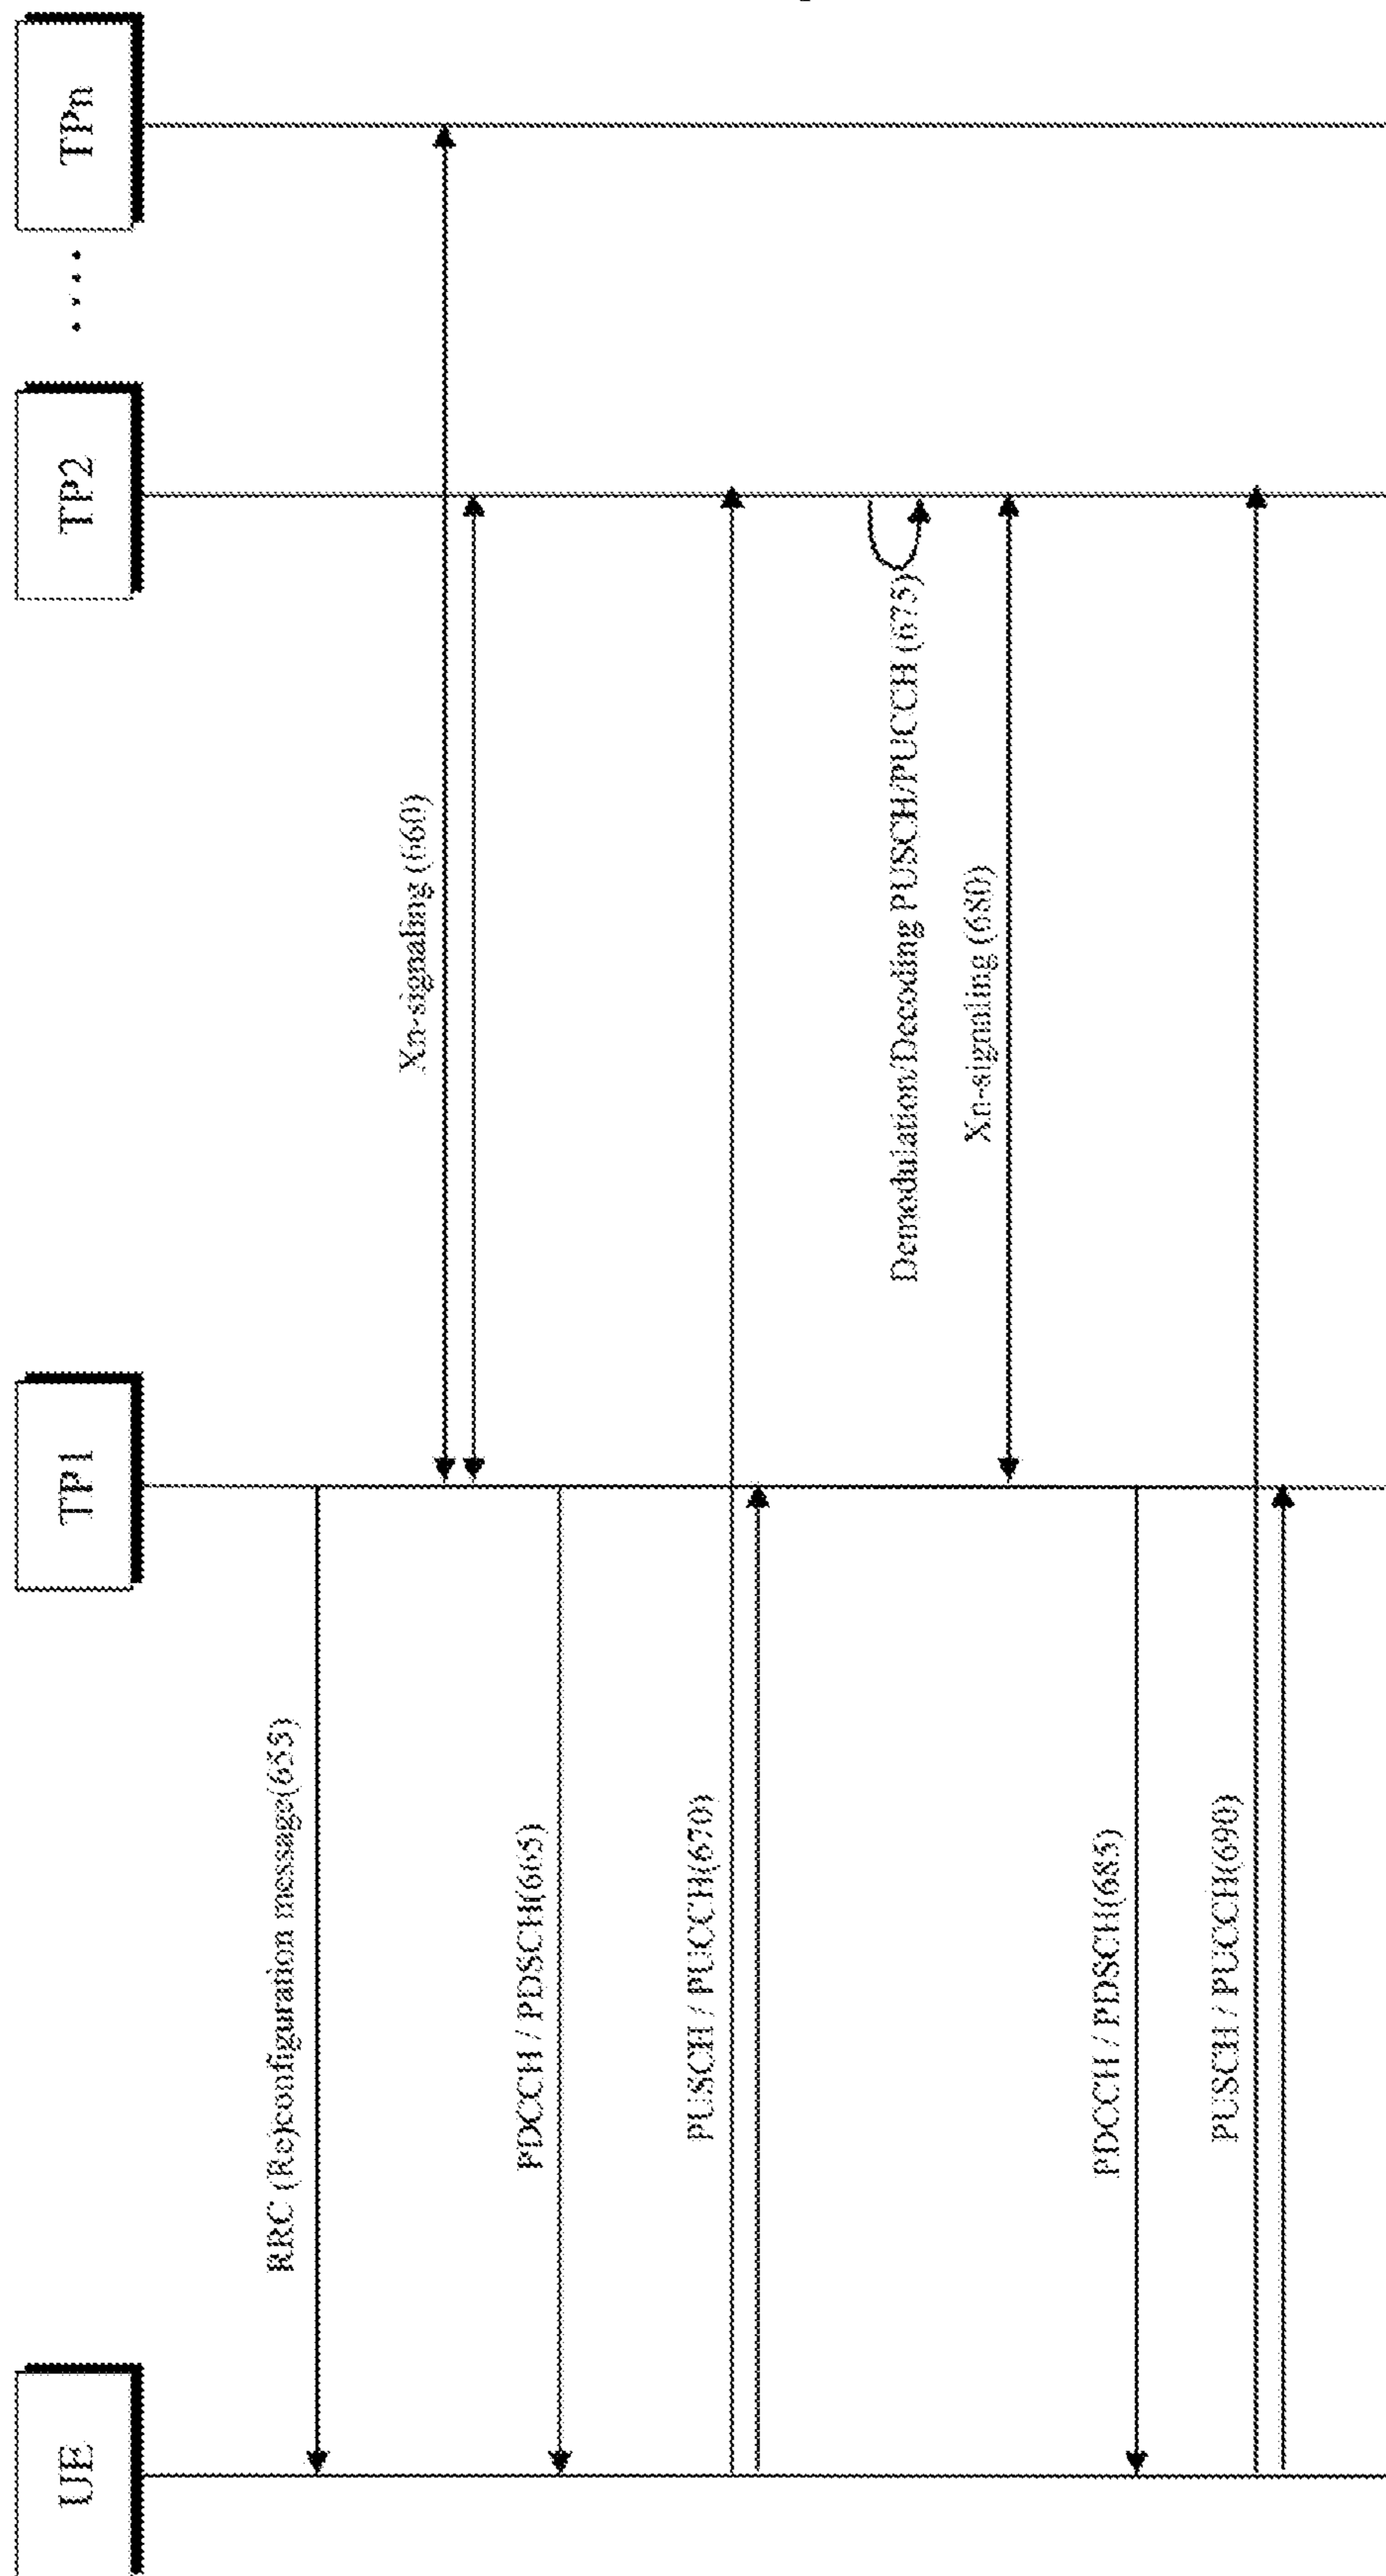 UE
TP1
TP2
....
TPn
RRC (Re)configuration message(655)
Xn-signaling (660)
PDCCH / PDSCH(665)
PUSCH / PUCCH(670)
Demodulation/Decoding PUSCH/PUCCH (675)
Xn-signaling (680)
PDCCH / PDSCH(685)
PUSCH / PUCCH(690)